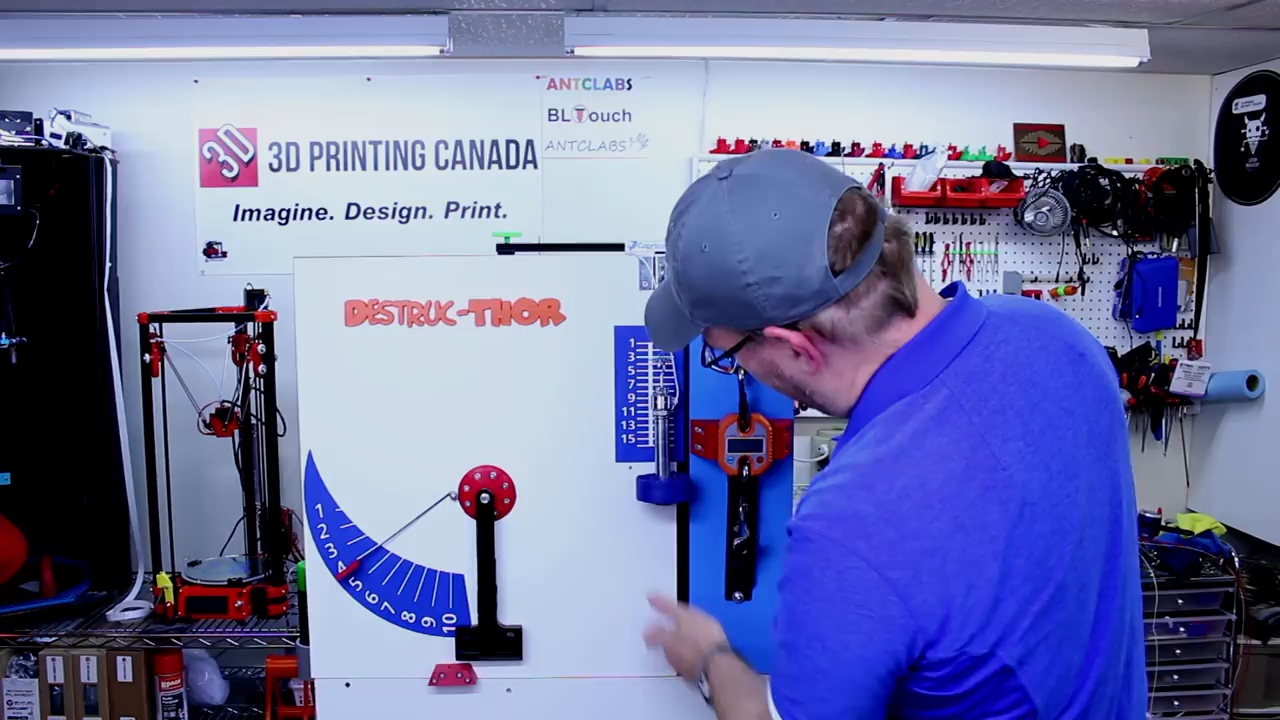 3D
3D PRINTING CANADA
Imagine. Design. Print.
ANTCLABS
BLTouch
ANTCLABS
DESTRUC-THOR
1
3
5
7
9
11
13
15
1
2
3
4
5
6
7
8
9
10